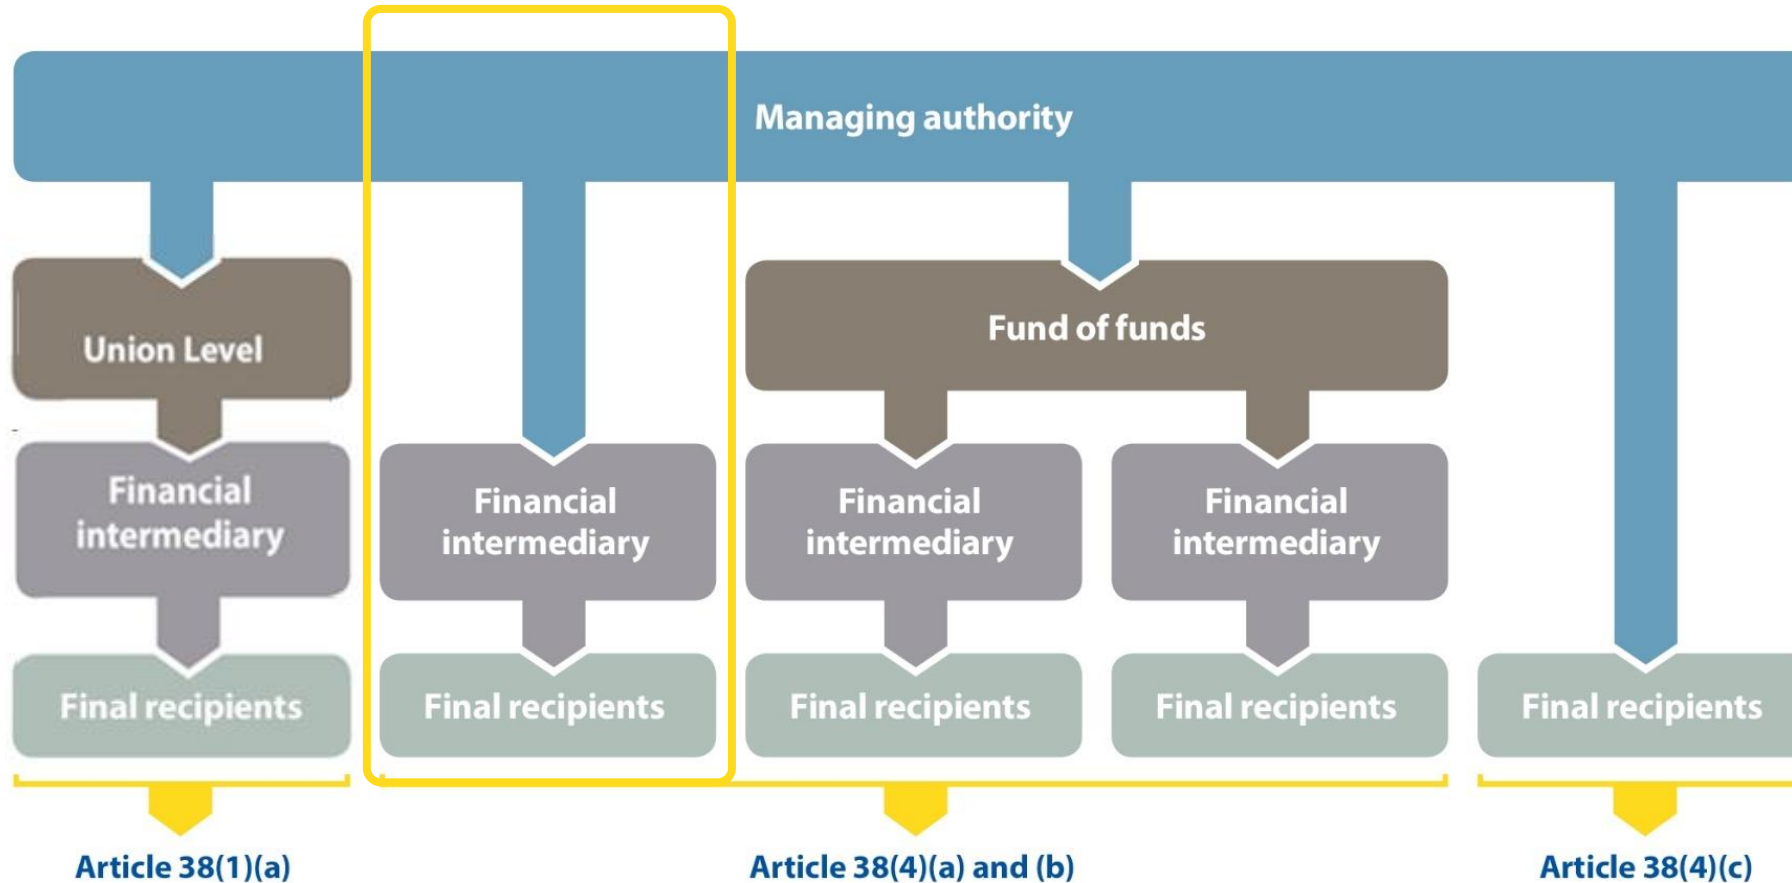 Managing authority
Union Level
Fund of funds
Financial
intermediary
Financial
intermediary
Financial
intermediary
Financial
intermediary
Final recipients
Final recipients
Final recipients
Final recipients
Final recipients
Article 38(1)(a)
Article 38(4)(a) and (b)
Article 38(4)(c)